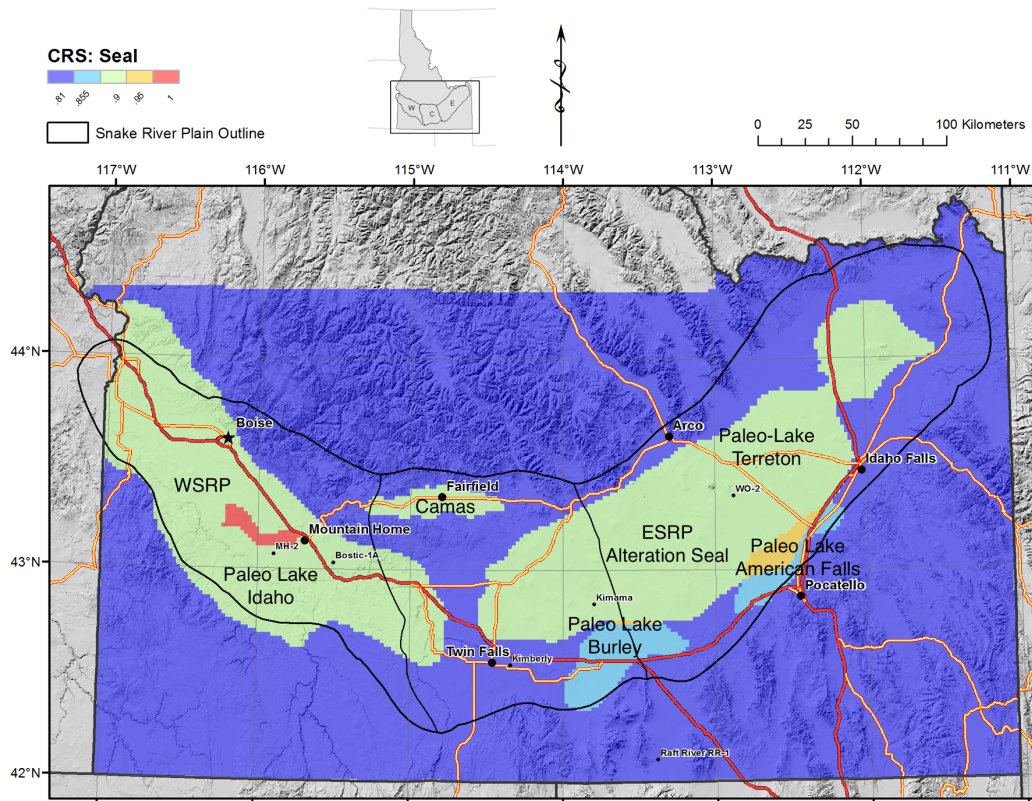 CRS: Seal
.81
.855
.9
.95
1
Snake River Plain Outline
W
C
E
0
25
50
100 Kilometers
117°W
116°W
115°W
114°W
113°W
112°W
111°W
44°N
43°N
42°N
Boise
Arco
Paleo-Lake
Terreton
Idaho Falls
WSRP
Fairfield
Camas
WO-2
Mountain Home
MH-2
Bostic-1A
ESRP
Alteration Seal
Paleo Lake
American Falls
Paleo Lake
Idaho
Pocatello
Kimama
Paleo Lake
Burley
Twin Falls
Kimberly
Raft River RR-1